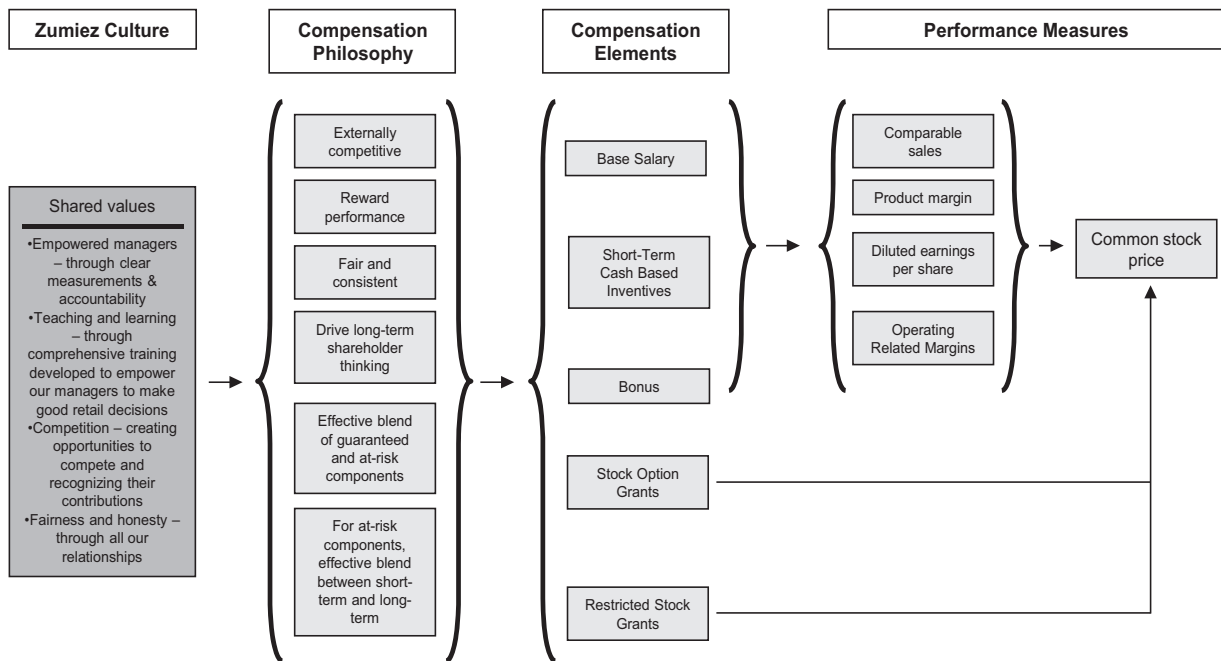 Zumiez Culture
Compensation
Philosophy
Compensation
Elements
Performance Measures
Shared values
•Empowered managers
– through clear
measurements &
accountability
•Teaching and learning
– through
comprehensive training
developed to empower
our managers to make
good retail decisions
•Competition – creating
opportunities to
compete and
recognizing their
contributions
•Fairness and honesty –
through all our
relationships
Externally
competitive
Reward
performance
Fair and
consistent
Drive long-term
shareholder
thinking
Effective blend
of guaranteed
and at-risk
components
For at-risk
components,
effective blend
between short-
term and long-
term
Base Salary
Short-Term
Cash Based
Inventives
Bonus
Stock Option
Grants
Restricted Stock
Grants
Comparable
sales
Product margin
Diluted earnings
per share
Operating
Related Margins
Common stock
price